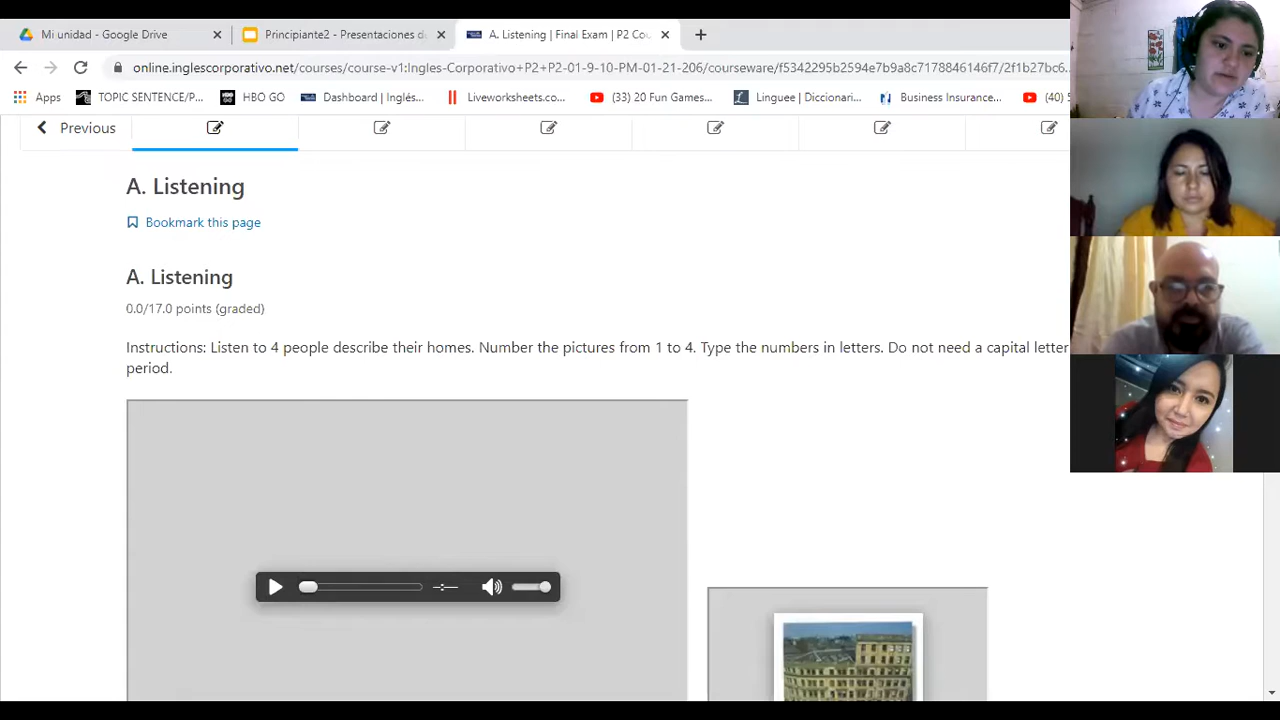 Mi unidad - Google Drive
Principiante2 - Presentaciones d
A. Listening | Final Exam | P2 Cou
online.inglescorporativo.net/courses/course-v1:Ingles-Corporativo+P2+P2-01-9-10-PM-01-21-206/courseware/f5342295b2594e7b9a8c7178846146f7/2f1b27bc6...
Apps
TOPIC SENTENCE/P...
HBO GO
Dashboard | Inglés...
Liveworksheets.co...
(33) 20 Fun Games...
Linguee | Diccionari...
Business Insurance...
(40) 5
Previous
A. Listening
Bookmark this page
A. Listening
0.0/17.0 points (graded)
Instructions: Listen to 4 people describe their homes. Number the pictures from 1 to 4. Type the numbers in letters. Do not need a capital letter
period.